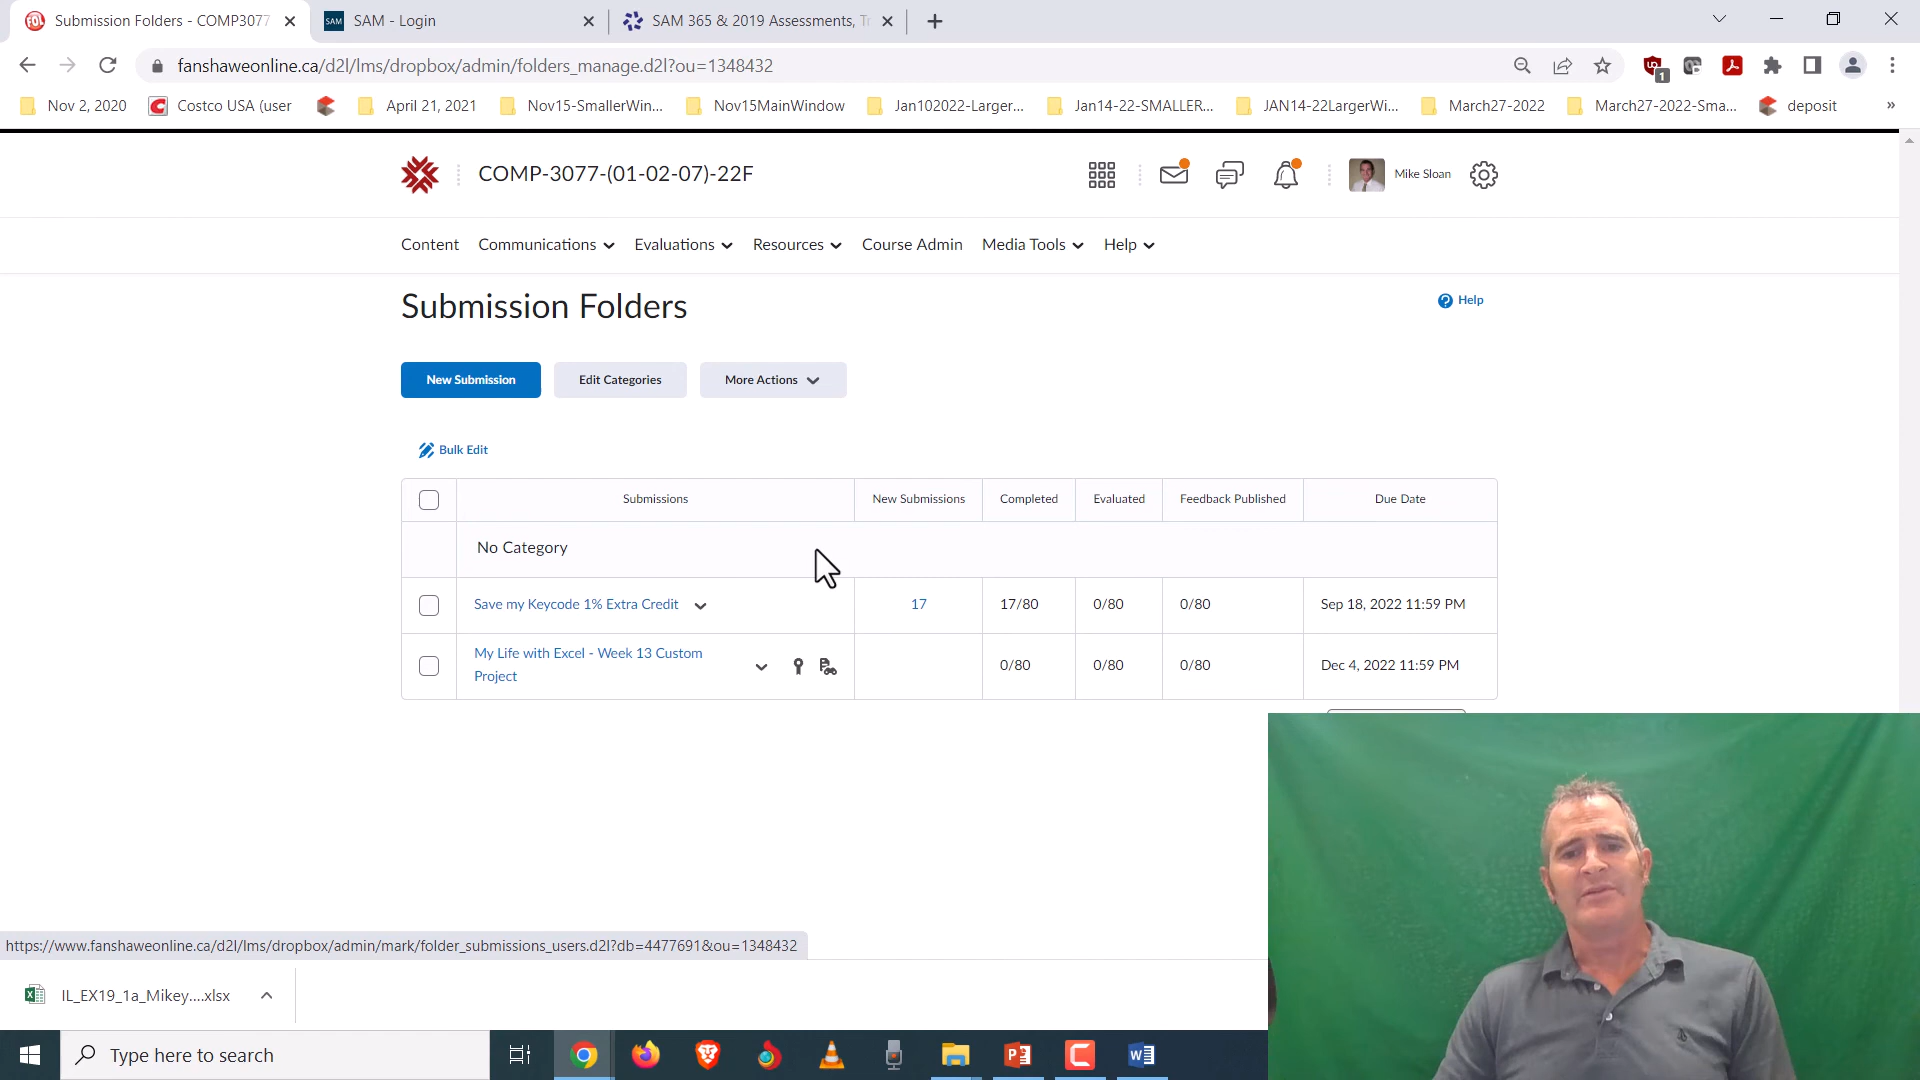 Submission Folders - COMP3077
SAM - Login
SAM 365 & 2019 Assessments, Tr
fanshaweonline.ca/d2l/lms/dropbox/admin/folders_manage.d2l?ou=1348432
1
Nov 2, 2020
Costco USA (user
April 21, 2021
Nov15-SmallerWin...
Nov15MainWindow
Jan102022-Larger...
Jan14-22-SMALLER...
JAN14-22LargerWi...
March27-2022
March27-2022-Sma...
deposit
»
COMP-3077-(01-02-07)-22F
Mike Sloan
Content
Communications
Evaluations
Resources
Course Admin
Media Tools
Help
Submission Folders
Help
New Submission
Edit Categories
More Actions
Bulk Edit
Submissions
New Submissions
Completed
Evaluated
Feedback Published
Due Date
No Category
Save my Keycode 1% Extra Credit
17
17/80
0/80
0/80
Sep 18, 2022 11:59 PM
My Life with Excel - Week 13 Custom
Project
0/80
0/80
0/80
Dec 4, 2022 11:59 PM
https://www.fanshaweonline.ca/d2l/lms/dropbox/admin/mark/folder_submissions_users.d2l?db=4477691&ou=1348432
IL_EX19_1a_Mikey....xlsx
Type here to search